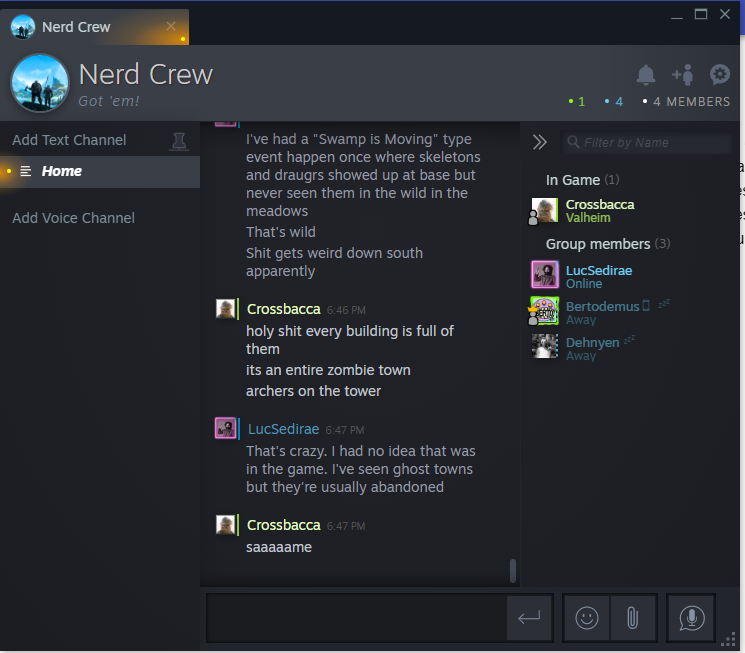 Nerd Crew
Nerd Crew
Got 'em!
1
4
4 MEMBERS
Add Text Channel
Home
Add Voice Channel
I've had a "Swamp is Moving" type
event happen once where skeletons
and draugrs showed up at base but
never seen them in the wild in the
meadows
That's wild
Shit gets weird down south
apparently
Crossbacca 6:46 PM
holy shit every building is full of
them
its an entire zombie town
archers on the tower
LucSedirae 6:47 PM
That's crazy. I had no idea that was
in the game. I've seen ghost towns
but they're usually abandoned
Crossbacca 6:47 PM
saaaaame
Filter by Name
In Game (1)
Crossbacca
Valheim
Group members (3)
LucSedirae
Online
Bertodemus zzz
Away
Dehnyen zzz
Away